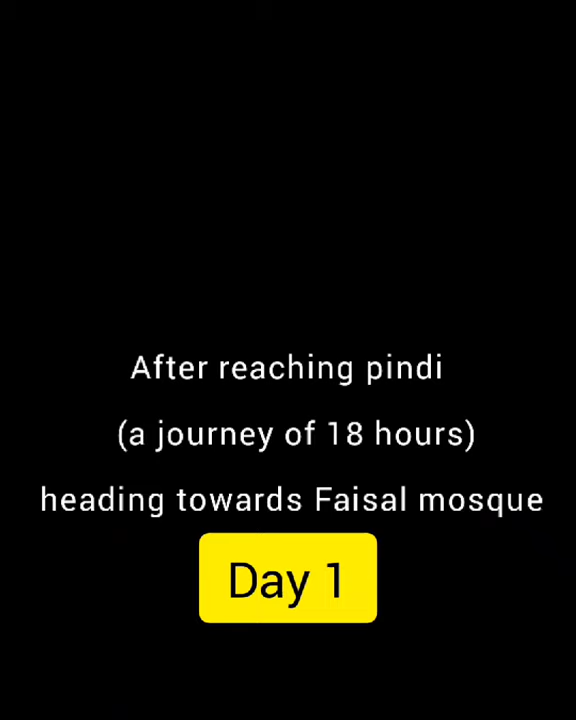 After reaching pindi
(a journey of 18 hours)
heading towards Faisal mosque
Day 1